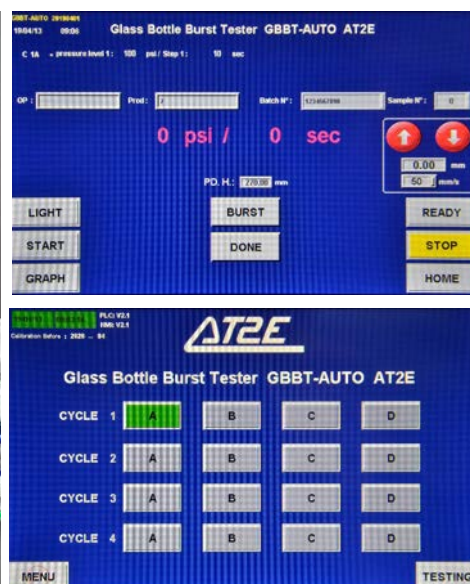 GBBT-AUTO 20190401
19/04/13 09:06 Glass Bottle Burst Tester GBBT-AUTO AT2E
C 1A - pressure level 1 : 100 psi / Step 1 : 10 sec
OP : Prod : Batch N° : 1234567890 Sample N° : 0
0 psi / 0 sec
0.00 mm
PD. H. : 220.00 mm 50 mm/s
LIGHT BURST READY
START DONE STOP
GRAPH HOME
PLC: V2.1
HMI: V2.1
Calibration Before : 2020 - 04
AT2E
Glass Bottle Burst Tester GBBT-AUTO AT2E
CYCLE 1 A B C D
CYCLE 2 A B C D
CYCLE 3 A B C D
CYCLE 4 A B C D
MENU TESTING